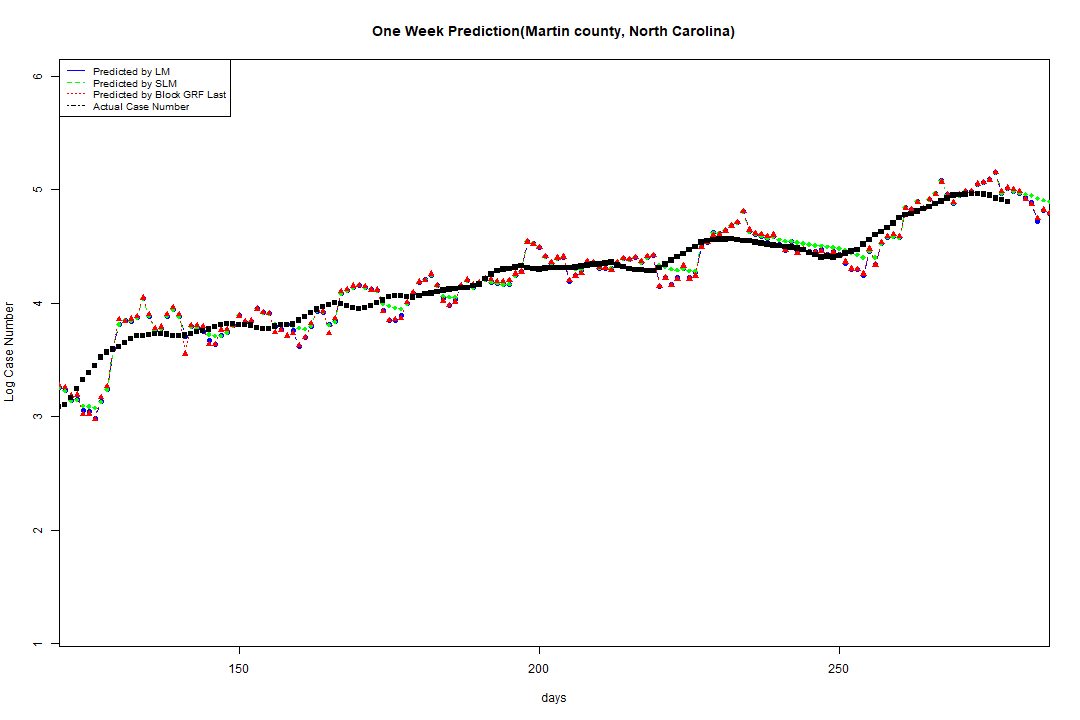 One Week Prediction(Martin county, North Carolina)
Predicted by LM
Predicted by SLM
Predicted by Block GRF Last
Actual Case Number
6
5
4
3
2
1
Log Case Number
150
200
250
days